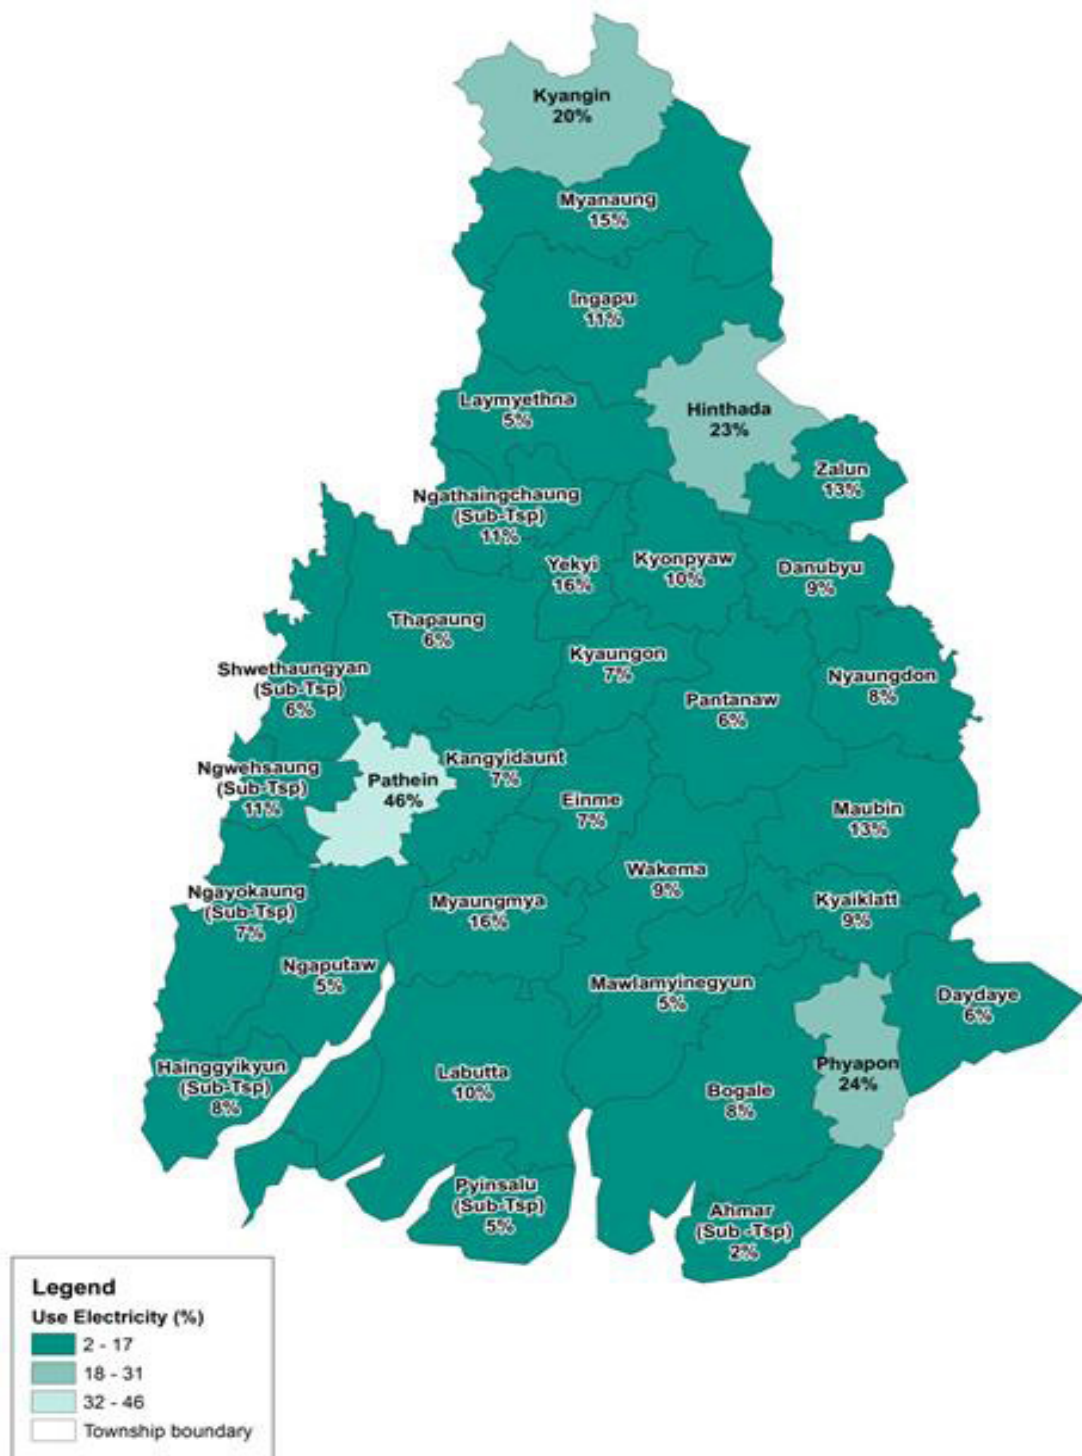 Kyangin
20%
Myanaung
15%
Ingapu
11%
Laymyethna
5%
Hinthada
23%
Zalun
13%
Ngathaingchaung
(Sub-Tsp)
11%
Yekyi
16%
Kyonpyaw
10%
Danubyu
9%
Thapaung
6%
Kyaungon
7%
Shwethaungyan
(Sub-Tsp)
6%
Pantanaw
6%
Nyaungdon
8%
Ngwehsaung
(Sub-Tsp)
11%
Pathein
46%
Kangyidaunt
7%
Einme
7%
Maubin
13%
Ngayokaung
(Sub-Tsp)
7%
Myaungmya
16%
Wakema
9%
Kyaiklatt
9%
Ngaputaw
5%
Mawlamyinegyun
5%
Daydaye
6%
Hainggyikyun
(Sub-Tsp)
8%
Labutta
10%
Bogale
8%
Phyapon
24%
Pyinsalu
(Sub-Tsp)
5%
Ahmar
(Sub -Tsp)
2%
Legend
Use Electricity (%)
2 - 17
18 - 31
32 - 46
Township boundary